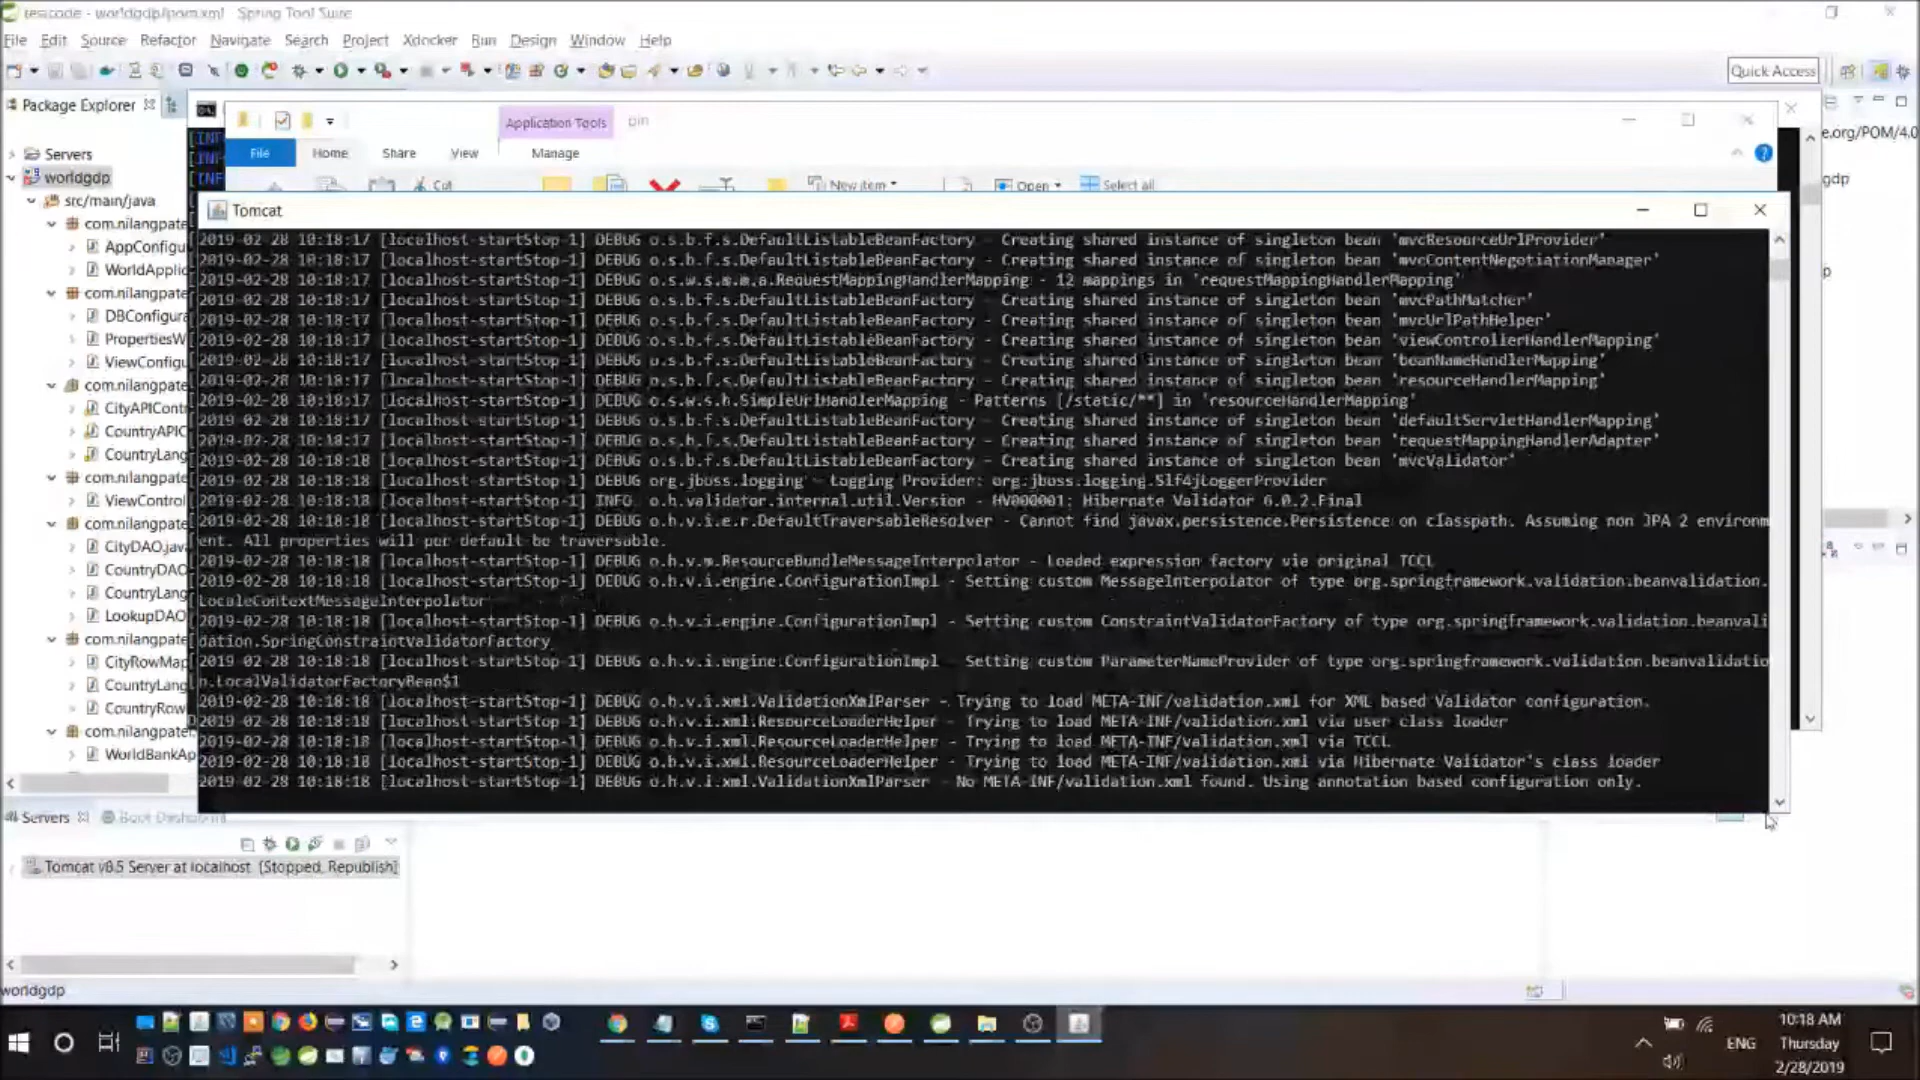 testcode - worldgdp/pom.xml - Spring Tool Suite
File Edit Source Refactor Navigate Search Project Xdocker Run Design Window Help
Quick Access
Package Explorer
Servers
worldgdp
src/main/java
com.nilangpate
AppConfigu
WorldApplic
com.nilangpate
DBConfigura
PropertiesW
ViewConfigu
com.nilangpate
CityAPIContr
CountryAPIC
CountryLang
com.nilangpate
ViewControl
com.nilangpate
CityDAO.java
CountryDAO
CountryLang
LookupDAO
com.nilangpate
CityRowMap
CountryLang
CountryRow
com.nilangpate
WorldBankAp
e.org/POM/4.0
gdp
[INF
[INF
[INF
Application Tools
bin
File Home Share View Manage
Cut
New item
Open
Select all
Tomcat
2019-02-28 10:18:17 [localhost-startStop-1] DEBUG o.s.b.f.s.DefaultListableBeanFactory - Creating shared instance of singleton bean 'mvcResourceUrlProvider'
2019-02-28 10:18:17 [localhost-startStop-1] DEBUG o.s.b.f.s.DefaultListableBeanFactory - Creating shared instance of singleton bean 'mvcContentNegotiationManager'
2019-02-28 10:18:17 [localhost-startStop-1] DEBUG o.s.w.s.m.m.a.RequestMappingHandlerMapping - 12 mappings in 'requestMappingHandlerMapping'
2019-02-28 10:18:17 [localhost-startStop-1] DEBUG o.s.b.f.s.DefaultListableBeanFactory - Creating shared instance of singleton bean 'mvcPathMatcher'
2019-02-28 10:18:17 [localhost-startStop-1] DEBUG o.s.b.f.s.DefaultListableBeanFactory - Creating shared instance of singleton bean 'mvcUrlPathHelper'
2019-02-28 10:18:17 [localhost-startStop-1] DEBUG o.s.b.f.s.DefaultListableBeanFactory - Creating shared instance of singleton bean 'viewControllerHandlerMapping'
2019-02-28 10:18:17 [localhost-startStop-1] DEBUG o.s.b.f.s.DefaultListableBeanFactory - Creating shared instance of singleton bean 'beanNameHandlerMapping'
2019-02-28 10:18:17 [localhost-startStop-1] DEBUG o.s.b.f.s.DefaultListableBeanFactory - Creating shared instance of singleton bean 'resourceHandlerMapping'
2019-02-28 10:18:17 [localhost-startStop-1] DEBUG o.s.w.s.h.SimpleUrlHandlerMapping - Patterns [/static/**] in 'resourceHandlerMapping'
2019-02-28 10:18:17 [localhost-startStop-1] DEBUG o.s.b.f.s.DefaultListableBeanFactory - Creating shared instance of singleton bean 'defaultServletHandlerMapping'
2019-02-28 10:18:17 [localhost-startStop-1] DEBUG o.s.b.f.s.DefaultListableBeanFactory - Creating shared instance of singleton bean 'requestMappingHandlerAdapter'
2019-02-28 10:18:18 [localhost-startStop-1] DEBUG o.s.b.f.s.DefaultListableBeanFactory - Creating shared instance of singleton bean 'mvcValidator'
2019-02-28 10:18:18 [localhost-startStop-1] DEBUG org.jboss.logging - Logging Provider: org.jboss.logging.Slf4jLoggerProvider
2019-02-28 10:18:18 [localhost-startStop-1] INFO  o.h.validator.internal.util.Version - HV000001: Hibernate Validator 6.0.2.Final
2019-02-28 10:18:18 [localhost-startStop-1] DEBUG o.h.v.i.e.r.DefaultTraversableResolver - Cannot find javax.persistence.Persistence on classpath. Assuming non JPA 2 environm
ent. All properties will per default be traversable.
2019-02-28 10:18:18 [localhost-startStop-1] DEBUG o.h.v.m.ResourceBundleMessageInterpolator - Loaded expression factory via original TCCL
2019-02-28 10:18:18 [localhost-startStop-1] DEBUG o.h.v.i.engine.ConfigurationImpl - Setting custom MessageInterpolator of type org.springframework.validation.beanvalidation.
LocaleContextMessageInterpolator
2019-02-28 10:18:18 [localhost-startStop-1] DEBUG o.h.v.i.engine.ConfigurationImpl - Setting custom ConstraintValidatorFactory of type org.springframework.validation.beanvali
dation.SpringConstraintValidatorFactory
2019-02-28 10:18:18 [localhost-startStop-1] DEBUG o.h.v.i.engine.ConfigurationImpl - Setting custom ParameterNameProvider of type org.springframework.validation.beanvalidatio
n.LocalValidatorFactoryBean$1
2019-02-28 10:18:18 [localhost-startStop-1] DEBUG o.h.v.i.xml.ValidationXmlParser - Trying to load META-INF/validation.xml for XML based Validator configuration.
2019-02-28 10:18:18 [localhost-startStop-1] DEBUG o.h.v.i.xml.ResourceLoaderHelper - Trying to load META-INF/validation.xml via user class loader
2019-02-28 10:18:18 [localhost-startStop-1] DEBUG o.h.v.i.xml.ResourceLoaderHelper - Trying to load META-INF/validation.xml via TCCL
2019-02-28 10:18:18 [localhost-startStop-1] DEBUG o.h.v.i.xml.ResourceLoaderHelper - Trying to load META-INF/validation.xml via Hibernate Validator's class loader
2019-02-28 10:18:18 [localhost-startStop-1] DEBUG o.h.v.i.xml.ValidationXmlParser - No META-INF/validation.xml found. Using annotation based configuration only.
Servers Boot Dashboard
Tomcat v8.5 Server at localhost [Stopped, Republish]
worldgdp
ENG
10:18 AM
Thursday
2/28/2019